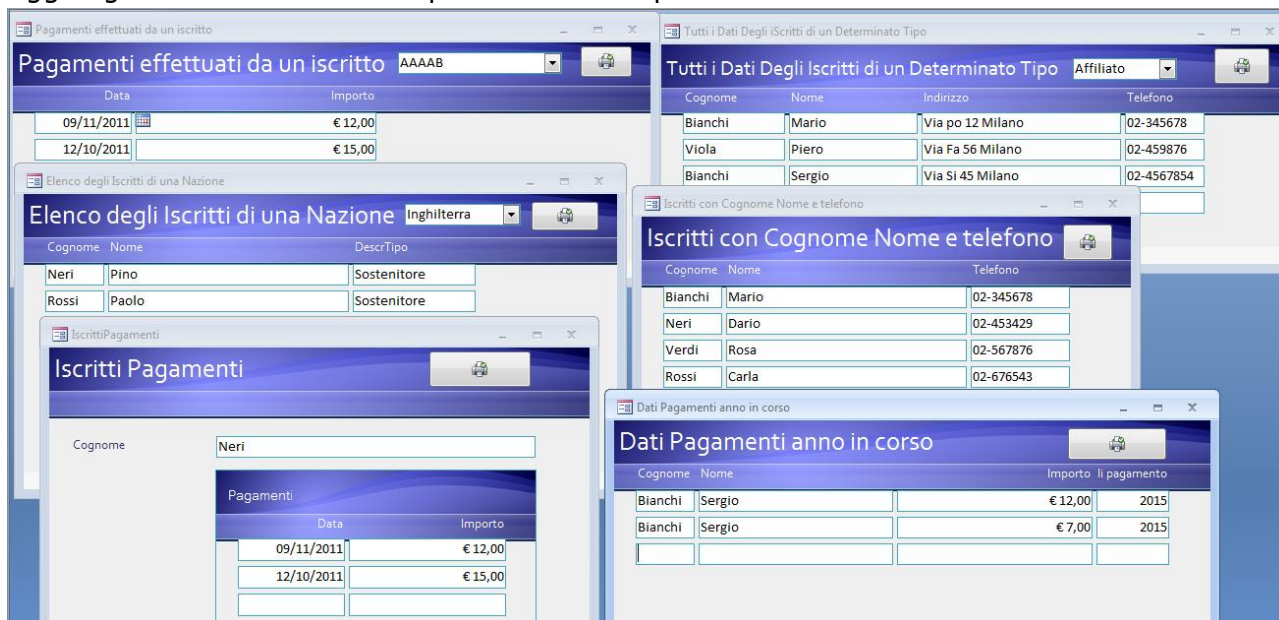 Pagamenti effettuati da un iscritto
Pagamenti effettuati da un iscritto AAAAB
Data Importo
09/11/2011 € 12,00
12/10/2011 € 15,00
Tutti i Dati Degli iScritti di un Determinato Tipo
Tutti i Dati Degli Iscritti di un Determinato Tipo Affiliato
Cognome Nome Indirizzo Telefono
Bianchi Mario Via po 12 Milano 02-345678
Viola Piero Via Fa 56 Milano 02-459876
Bianchi Sergio Via Si 45 Milano 02-4567854
Elenco degli Iscritti di una Nazione
Elenco degli Iscritti di una Nazione Inghilterra
Cognome Nome DescrTipo
Neri Pino Sostenitore
Rossi Paolo Sostenitore
Iscritti con Cognome Nome e telefono
Iscritti con Cognome Nome e telefono
Cognome Nome Telefono
Bianchi Mario 02-345678
Neri Dario 02-453429
Verdi Rosa 02-567876
Rossi Carla 02-676543
IscrittiPagamenti
Iscritti Pagamenti
Cognome Neri
Pagamenti
Data Importo
09/11/2011 € 12,00
12/10/2011 € 15,00
Dati Pagamenti anno in corso
Dati Pagamenti anno in corso
Cognome Nome Importo li pagamento
Bianchi Sergio € 12,00 2015
Bianchi Sergio € 7,00 2015